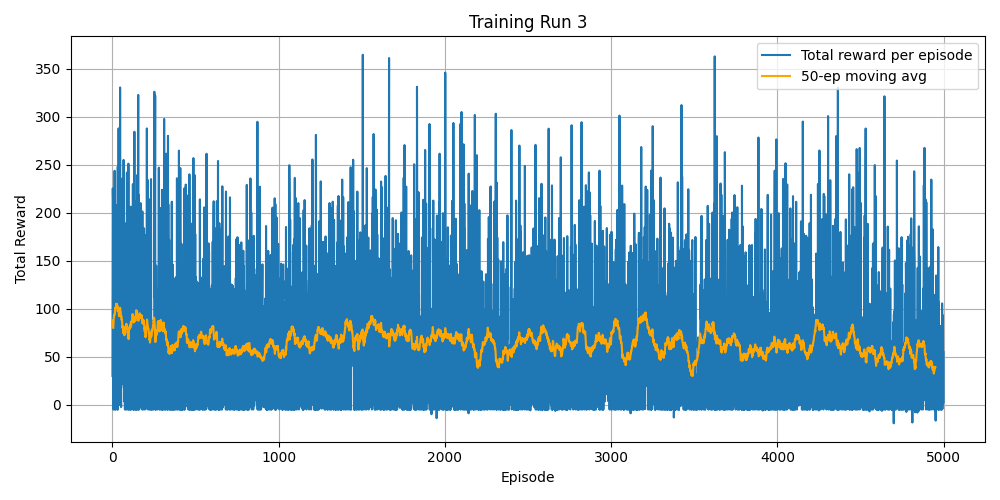 Training Run 3
Total reward per episode
50-ep moving avg
Total Reward
350
300
250
200
150
100
50
0
0 1000 2000 3000 4000 5000
Episode